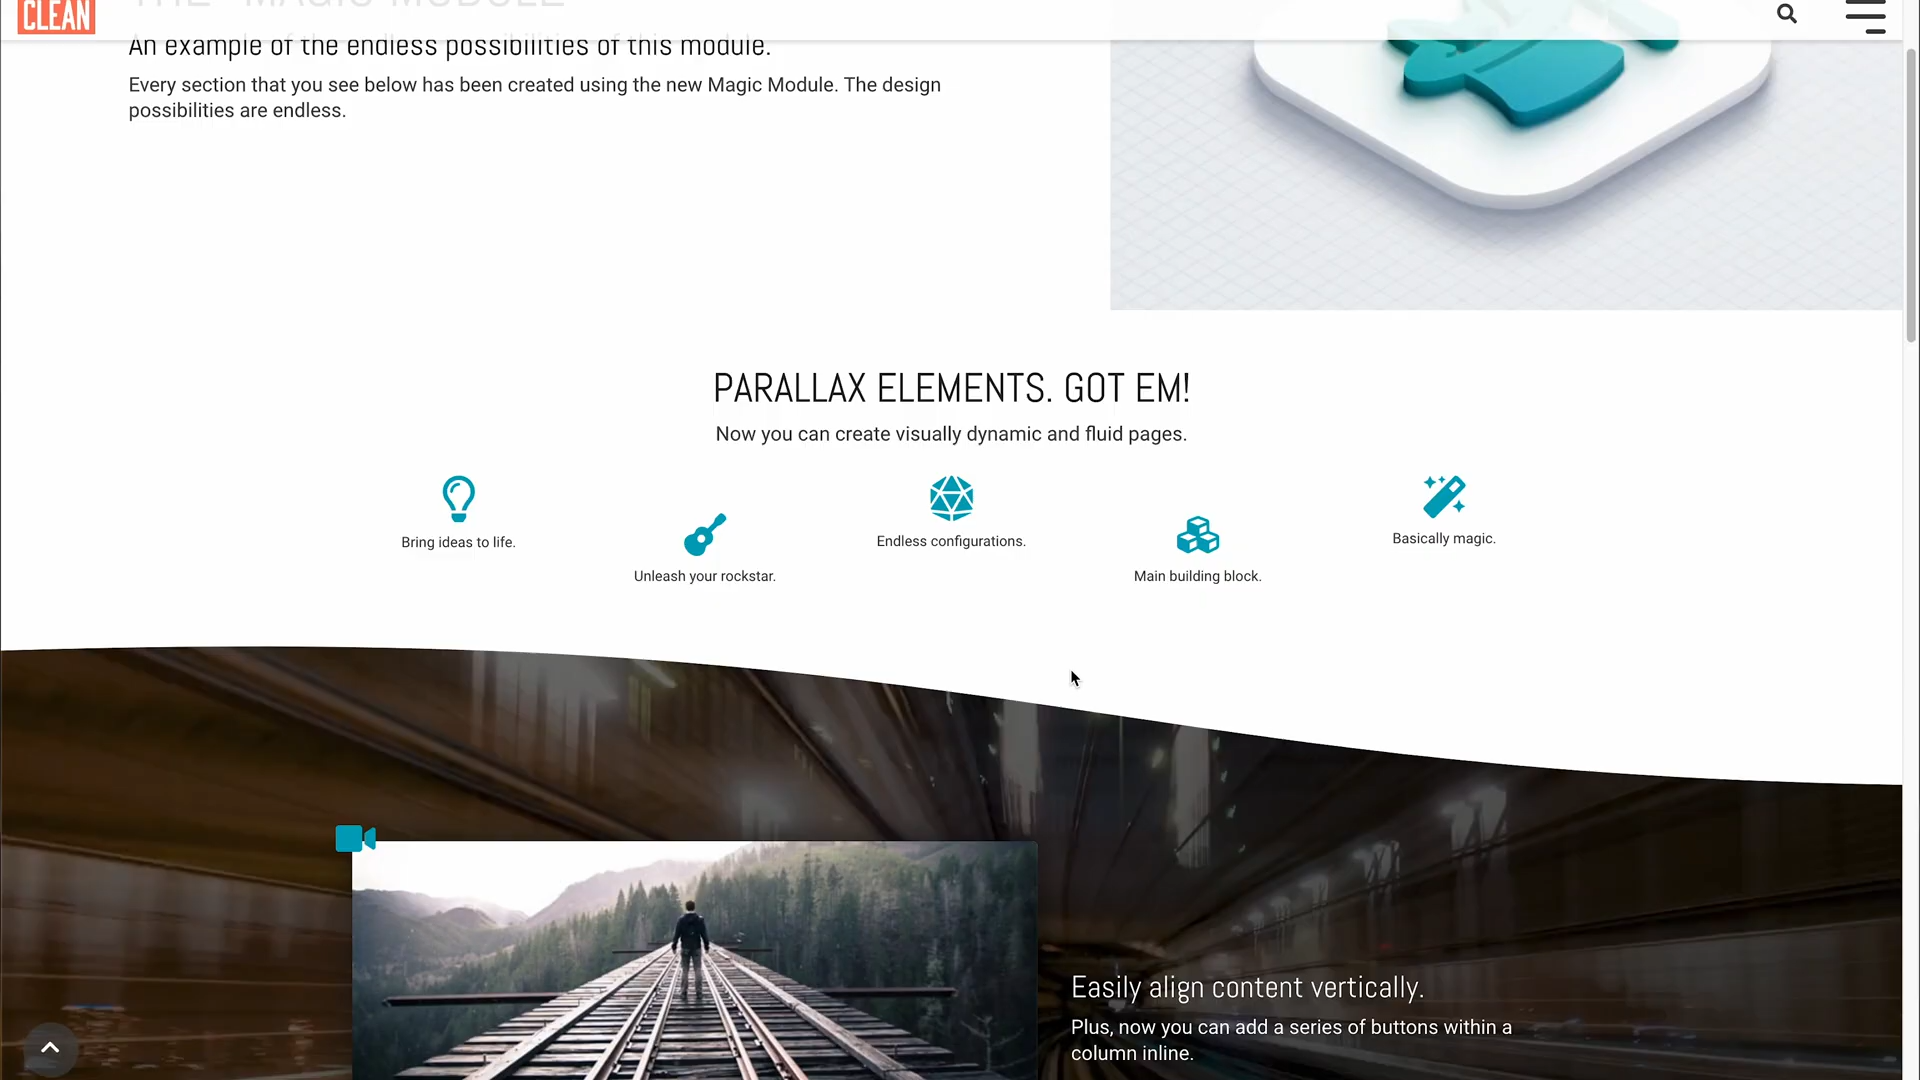 CLEAN
THE "MAGIC MODULE"
An example of the endless possibilities of this module.
Every section that you see below has been created using the new Magic Module. The design
possibilities are endless.
PARALLAX ELEMENTS. GOT EM!
Now you can create visually dynamic and fluid pages.
Bring ideas to life.
Unleash your rockstar.
Endless configurations.
Main building block.
Basically magic.
Easily align content vertically.
Plus, now you can add a series of buttons within a
column inline.